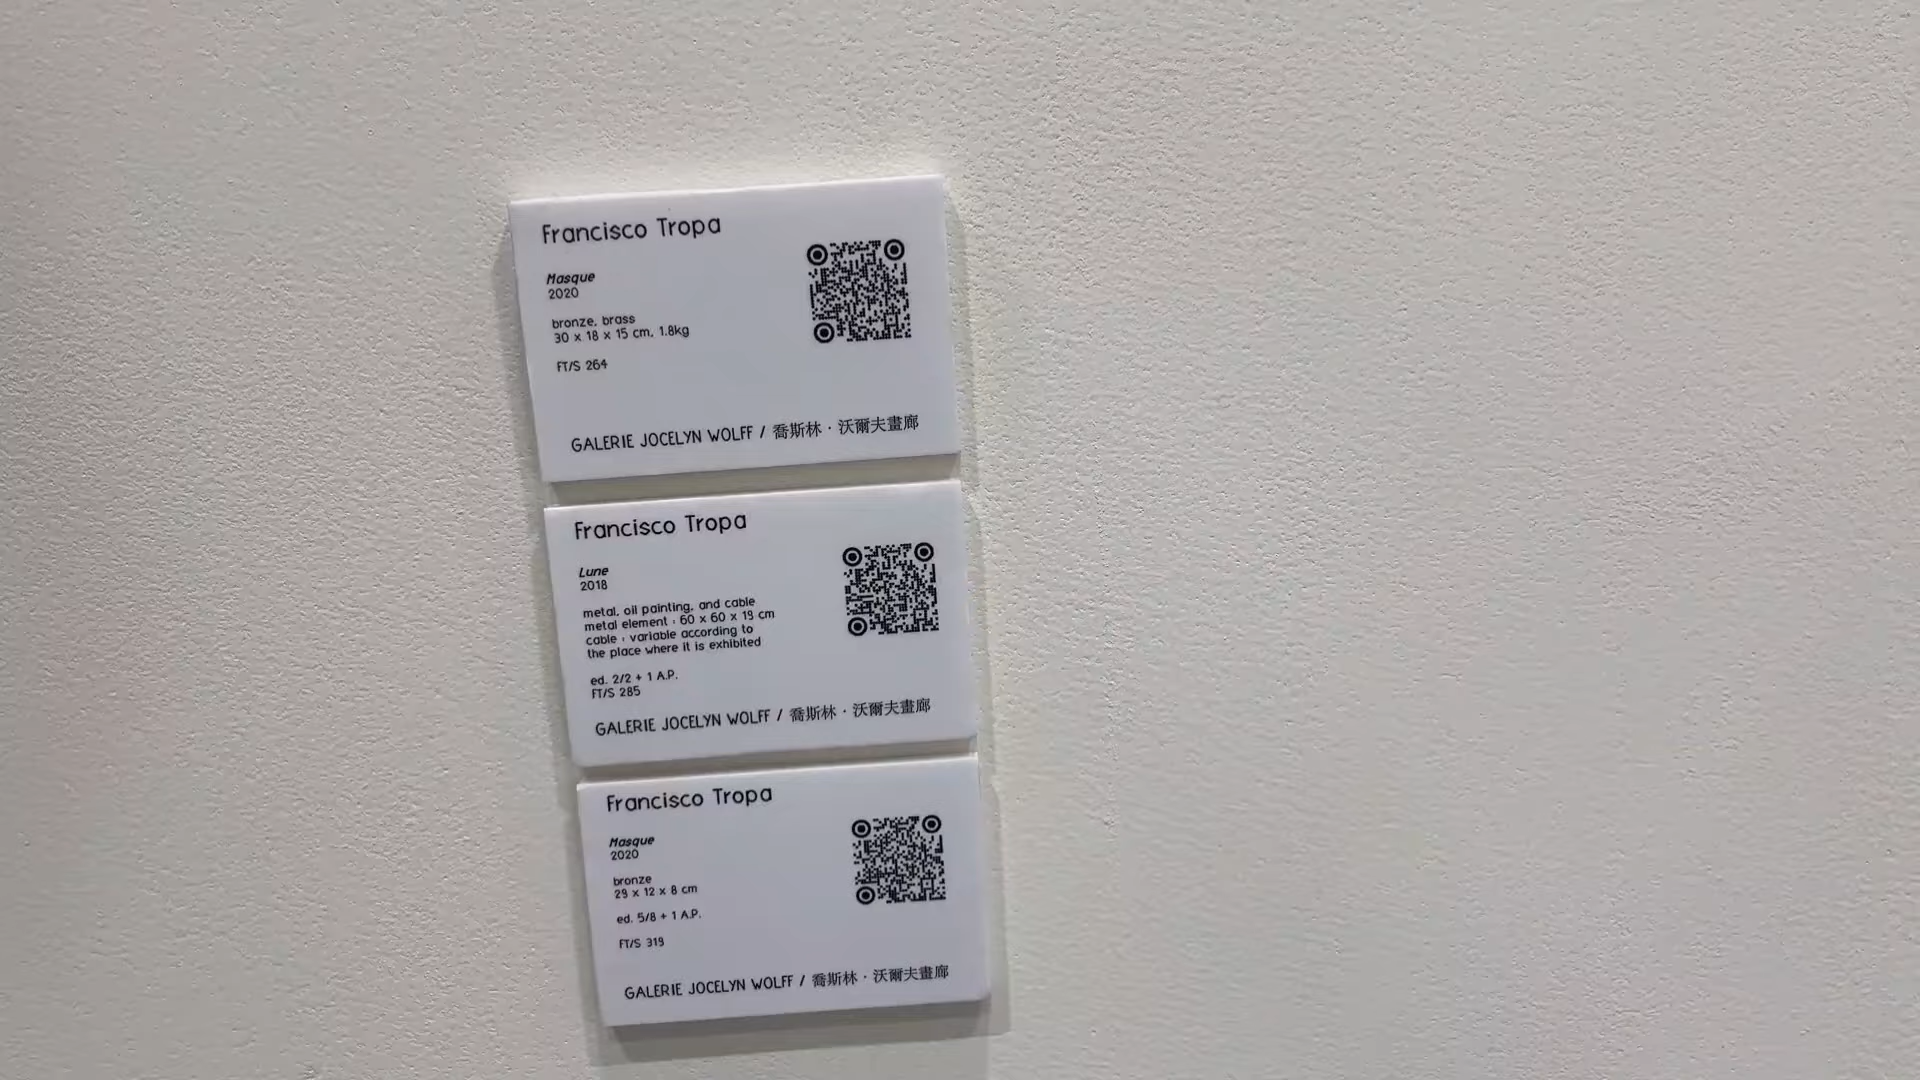 Francisco Tropa
Masque
2020
bronze, brass
30 x 18 x 15 cm, 1.8kg
FT/S 264
GALERIE JOCELYN WOLFF / 喬斯林 · 沃爾夫畫廊
Francisco Tropa
Lune
2018
metal, oil painting, and cable
metal element : 60 x 60 x 19 cm
cable : variable according to
the place where it is exhibited
ed. 2/2 + 1 A.P.
FT/S 285
GALERIE JOCELYN WOLFF / 喬斯林 · 沃爾夫畫廊
Francisco Tropa
Masque
2020
bronze
29 x 12 x 8 cm
ed. 5/8 + 1 A.P.
FT/S 319
GALERIE JOCELYN WOLFF / 喬斯林 · 沃爾夫畫廊